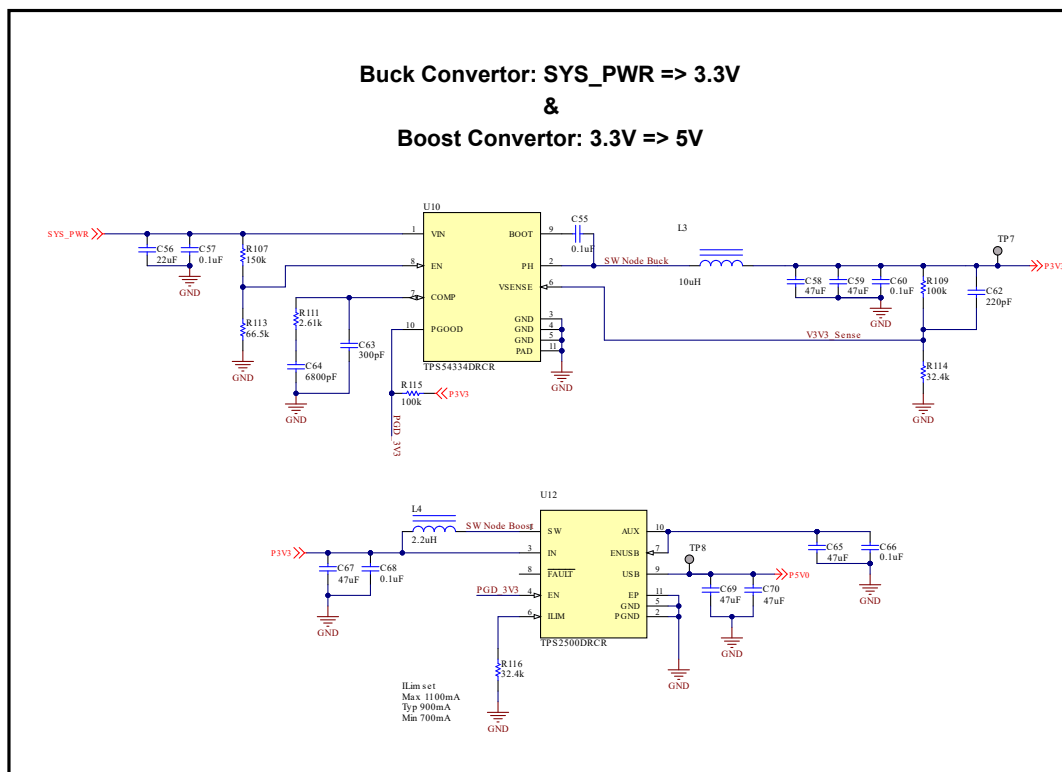 Buck Convertor: SYS_PWR => 3.3V
&
Boost Convertor: 3.3V => 5V
U10
SYS_PWR
C56
22uF
C57
0.1uF
R107
150k
R113
66.5k
GND
GND
1
VIN
8
EN
7
COMP
10
PGOOD
BOOT
9
PH
2
VSENSE
6
GND
3
GND
4
GND
5
PAD
11
TPS54334DRCR
GND
R111
2.61k
C64
6800pF
C63
300pF
GND
R115
100k
P3V3
PGD_3V3
C55
0.1uF
SW Node Buck
L3
10uH
C58
47uF
C59
47uF
C60
0.1uF
GND
R109
100k
C62
220pF
TP7
P3V3
V3V3_Sense
R114
32.4k
GND
U12
L4
2.2uH
SW Node Boost
P3V3
C67
47uF
C68
0.1uF
GND
1
SW
3
IN
8
FAULT
PGD_3V3
4
EN
6
ILIM
AUX
10
ENUSB
7
USB
9
EP
11
GND
5
PGND
2
TPS2500DRCR
R116
32.4k
GND
ILim set
Max 1100mA
Typ 900mA
Min 700mA
GND
TP8
C69
47uF
C70
47uF
GND
P5V0
C65
47uF
C66
0.1uF
GND